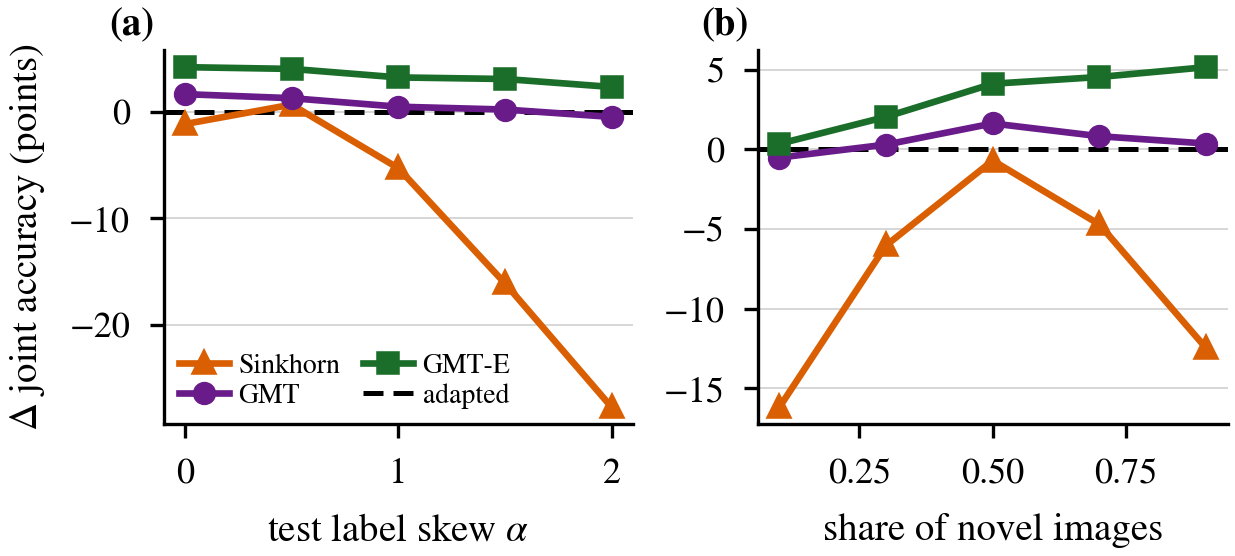 (a)
Δ joint accuracy (points)
0
−10
−20
Sinkhorn
GMT
GMT-E
adapted
0
1
2
test label skew α
(b)
5
0
−5
−10
−15
0.25
0.50
0.75
share of novel images